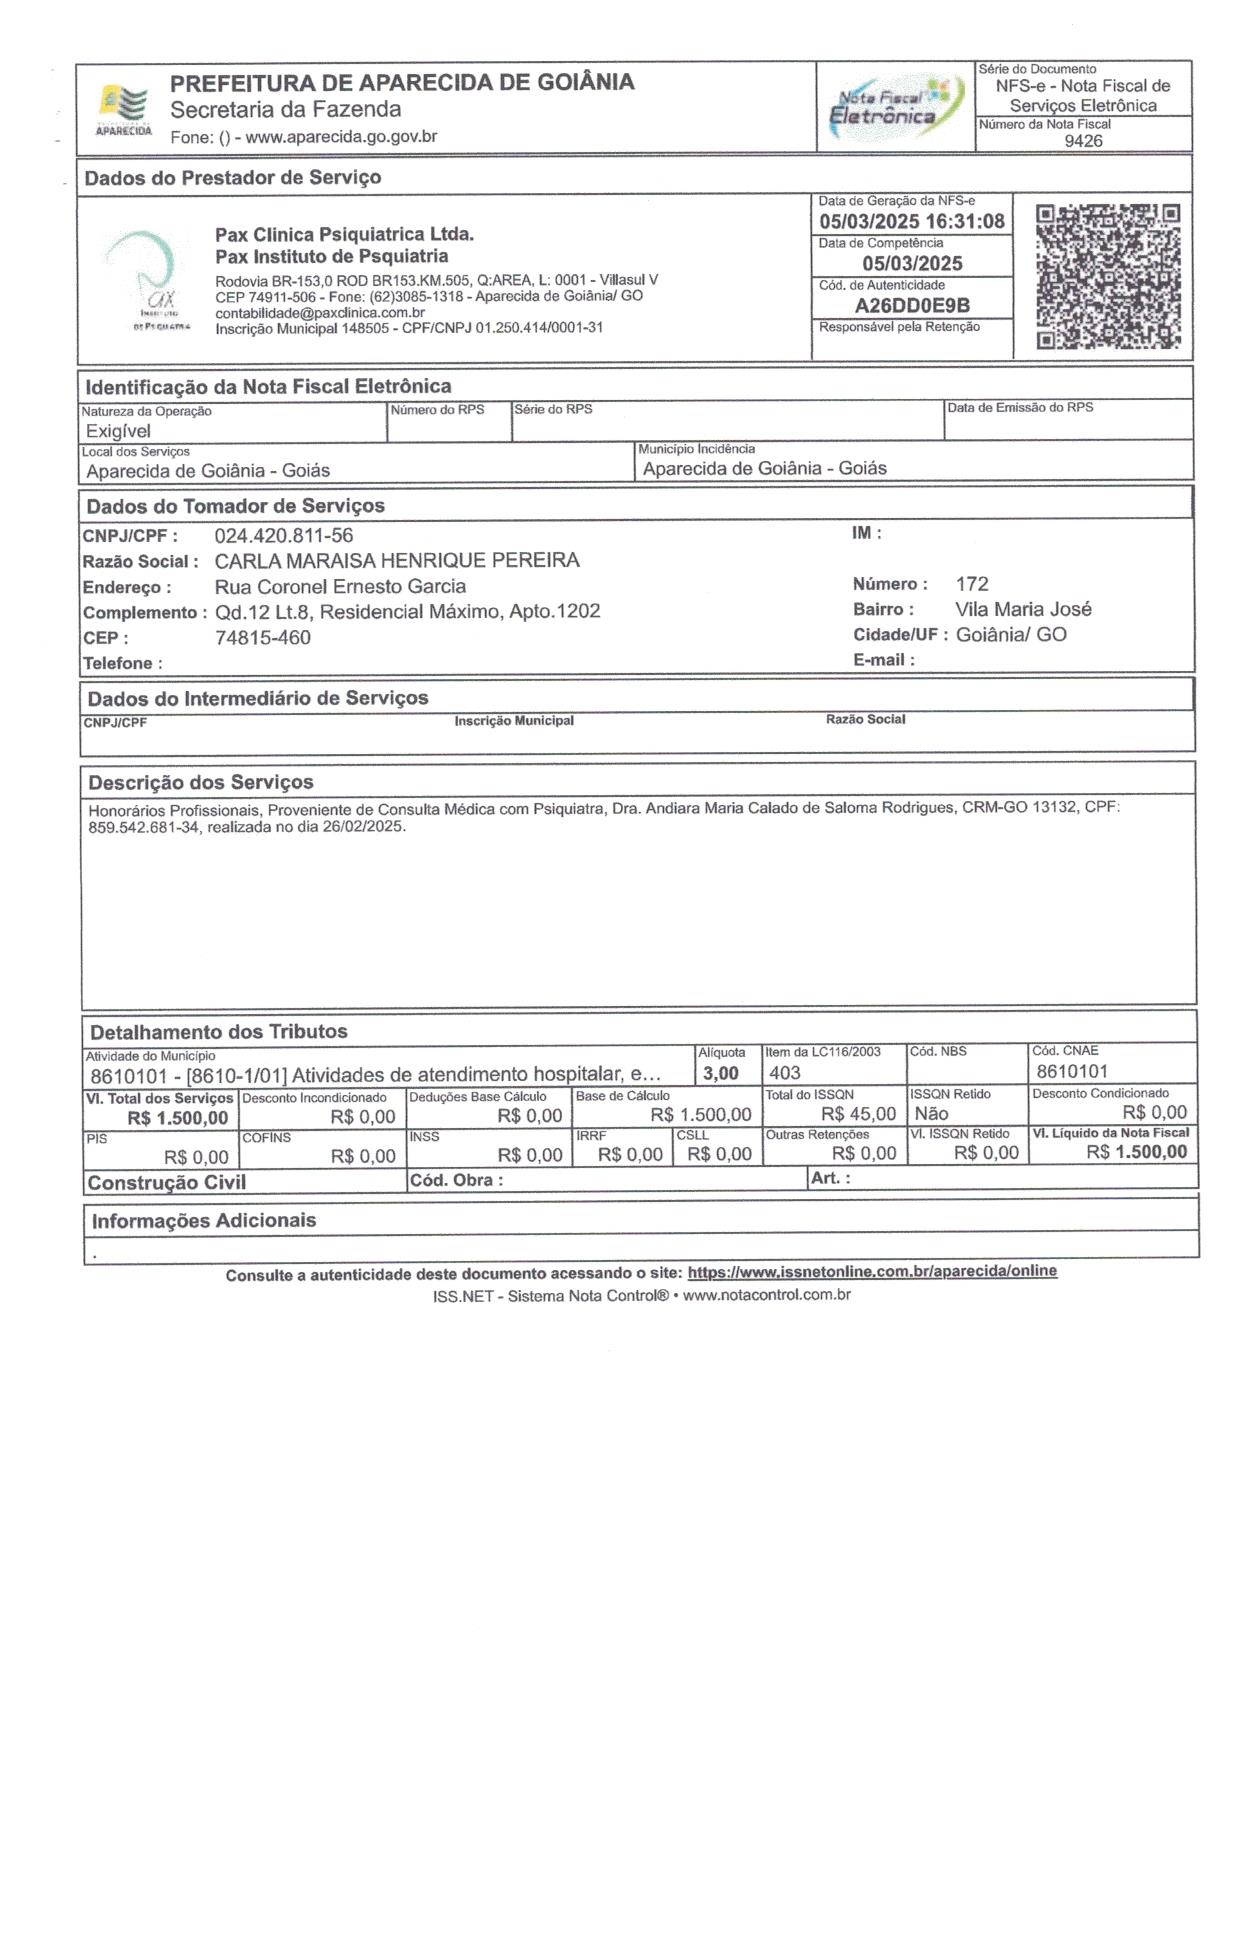 PREFEITURA DE APARECIDA DE GOIÂNIA
Secretaria da Fazenda
Fone: () - www.aparecida.go.gov.br
APARECIDA
Nota Fiscal
Eletrônica
Série do Documento
NFS-e - Nota Fiscal de
Serviços Eletrônica
Número da Nota Fiscal
9426
Dados do Prestador de Serviço
Pax Clinica Psiquiatrica Ltda.
Pax Instituto de Psquiatria
Rodovia BR-153,0 ROD BR153.KM.505, Q:AREA, L: 0001 - Villasul V
CEP 74911-506 - Fone: (62)3085-1318 - Aparecida de Goiânia/ GO
contabilidade@paxclinica.com.br
Inscrição Municipal 148505 - CPF/CNPJ 01.250.414/0001-31
Data de Geração da NFS-e
05/03/2025 16:31:08
Data de Competência
05/03/2025
Cód. de Autenticidade
A26DD0E9B
Responsável pela Retenção
Identificação da Nota Fiscal Eletrônica
Natureza da Operação Número do RPS Série do RPS Data de Emissão do RPS
Exigível
Local dos Serviços Município Incidência
Aparecida de Goiânia - Goiás Aparecida de Goiânia - Goiás
Dados do Tomador de Serviços
CNPJ/CPF : 024.420.811-56 IM :
Razão Social : CARLA MARAISA HENRIQUE PEREIRA
Endereço : Rua Coronel Ernesto Garcia Número : 172
Complemento : Qd.12 Lt.8, Residencial Máximo, Apto.1202 Bairro : Vila Maria José
CEP : 74815-460 Cidade/UF : Goiânia/ GO
Telefone : E-mail :
Dados do Intermediário de Serviços
CNPJ/CPF Inscrição Municipal Razão Social
Descrição dos Serviços
Honorários Profissionais, Proveniente de Consulta Médica com Psiquiatra, Dra. Andiara Maria Calado de Saloma Rodrigues, CRM-GO 13132, CPF:
859.542.681-34, realizada no dia 26/02/2025.
Detalhamento dos Tributos
Atividade do Município Alíquota Item da LC116/2003 Cód. NBS Cód. CNAE
8610101 - [8610-1/01] Atividades de atendimento hospitalar, e... 3,00 403 8610101
Vl. Total dos Serviços Desconto Incondicionado Deduções Base Cálculo Base de Cálculo Total do ISSQN ISSQN Retido Desconto Condicionado
R$ 1.500,00 R$ 0,00 R$ 0,00 R$ 1.500,00 R$ 45,00 Não R$ 0,00
PIS COFINS INSS IRRF CSLL Outras Retenções Vl. ISSQN Retido Vl. Líquido da Nota Fiscal
R$ 0,00 R$ 0,00 R$ 0,00 R$ 0,00 R$ 0,00 R$ 0,00 R$ 0,00 R$ 1.500,00
Construção Civil Cód. Obra : Art. :
Informações Adicionais
.
Consulte a autenticidade deste documento acessando o site: https://www.issnetonline.com.br/aparecida/online
ISS.NET - Sistema Nota Control® • www.notacontrol.com.br